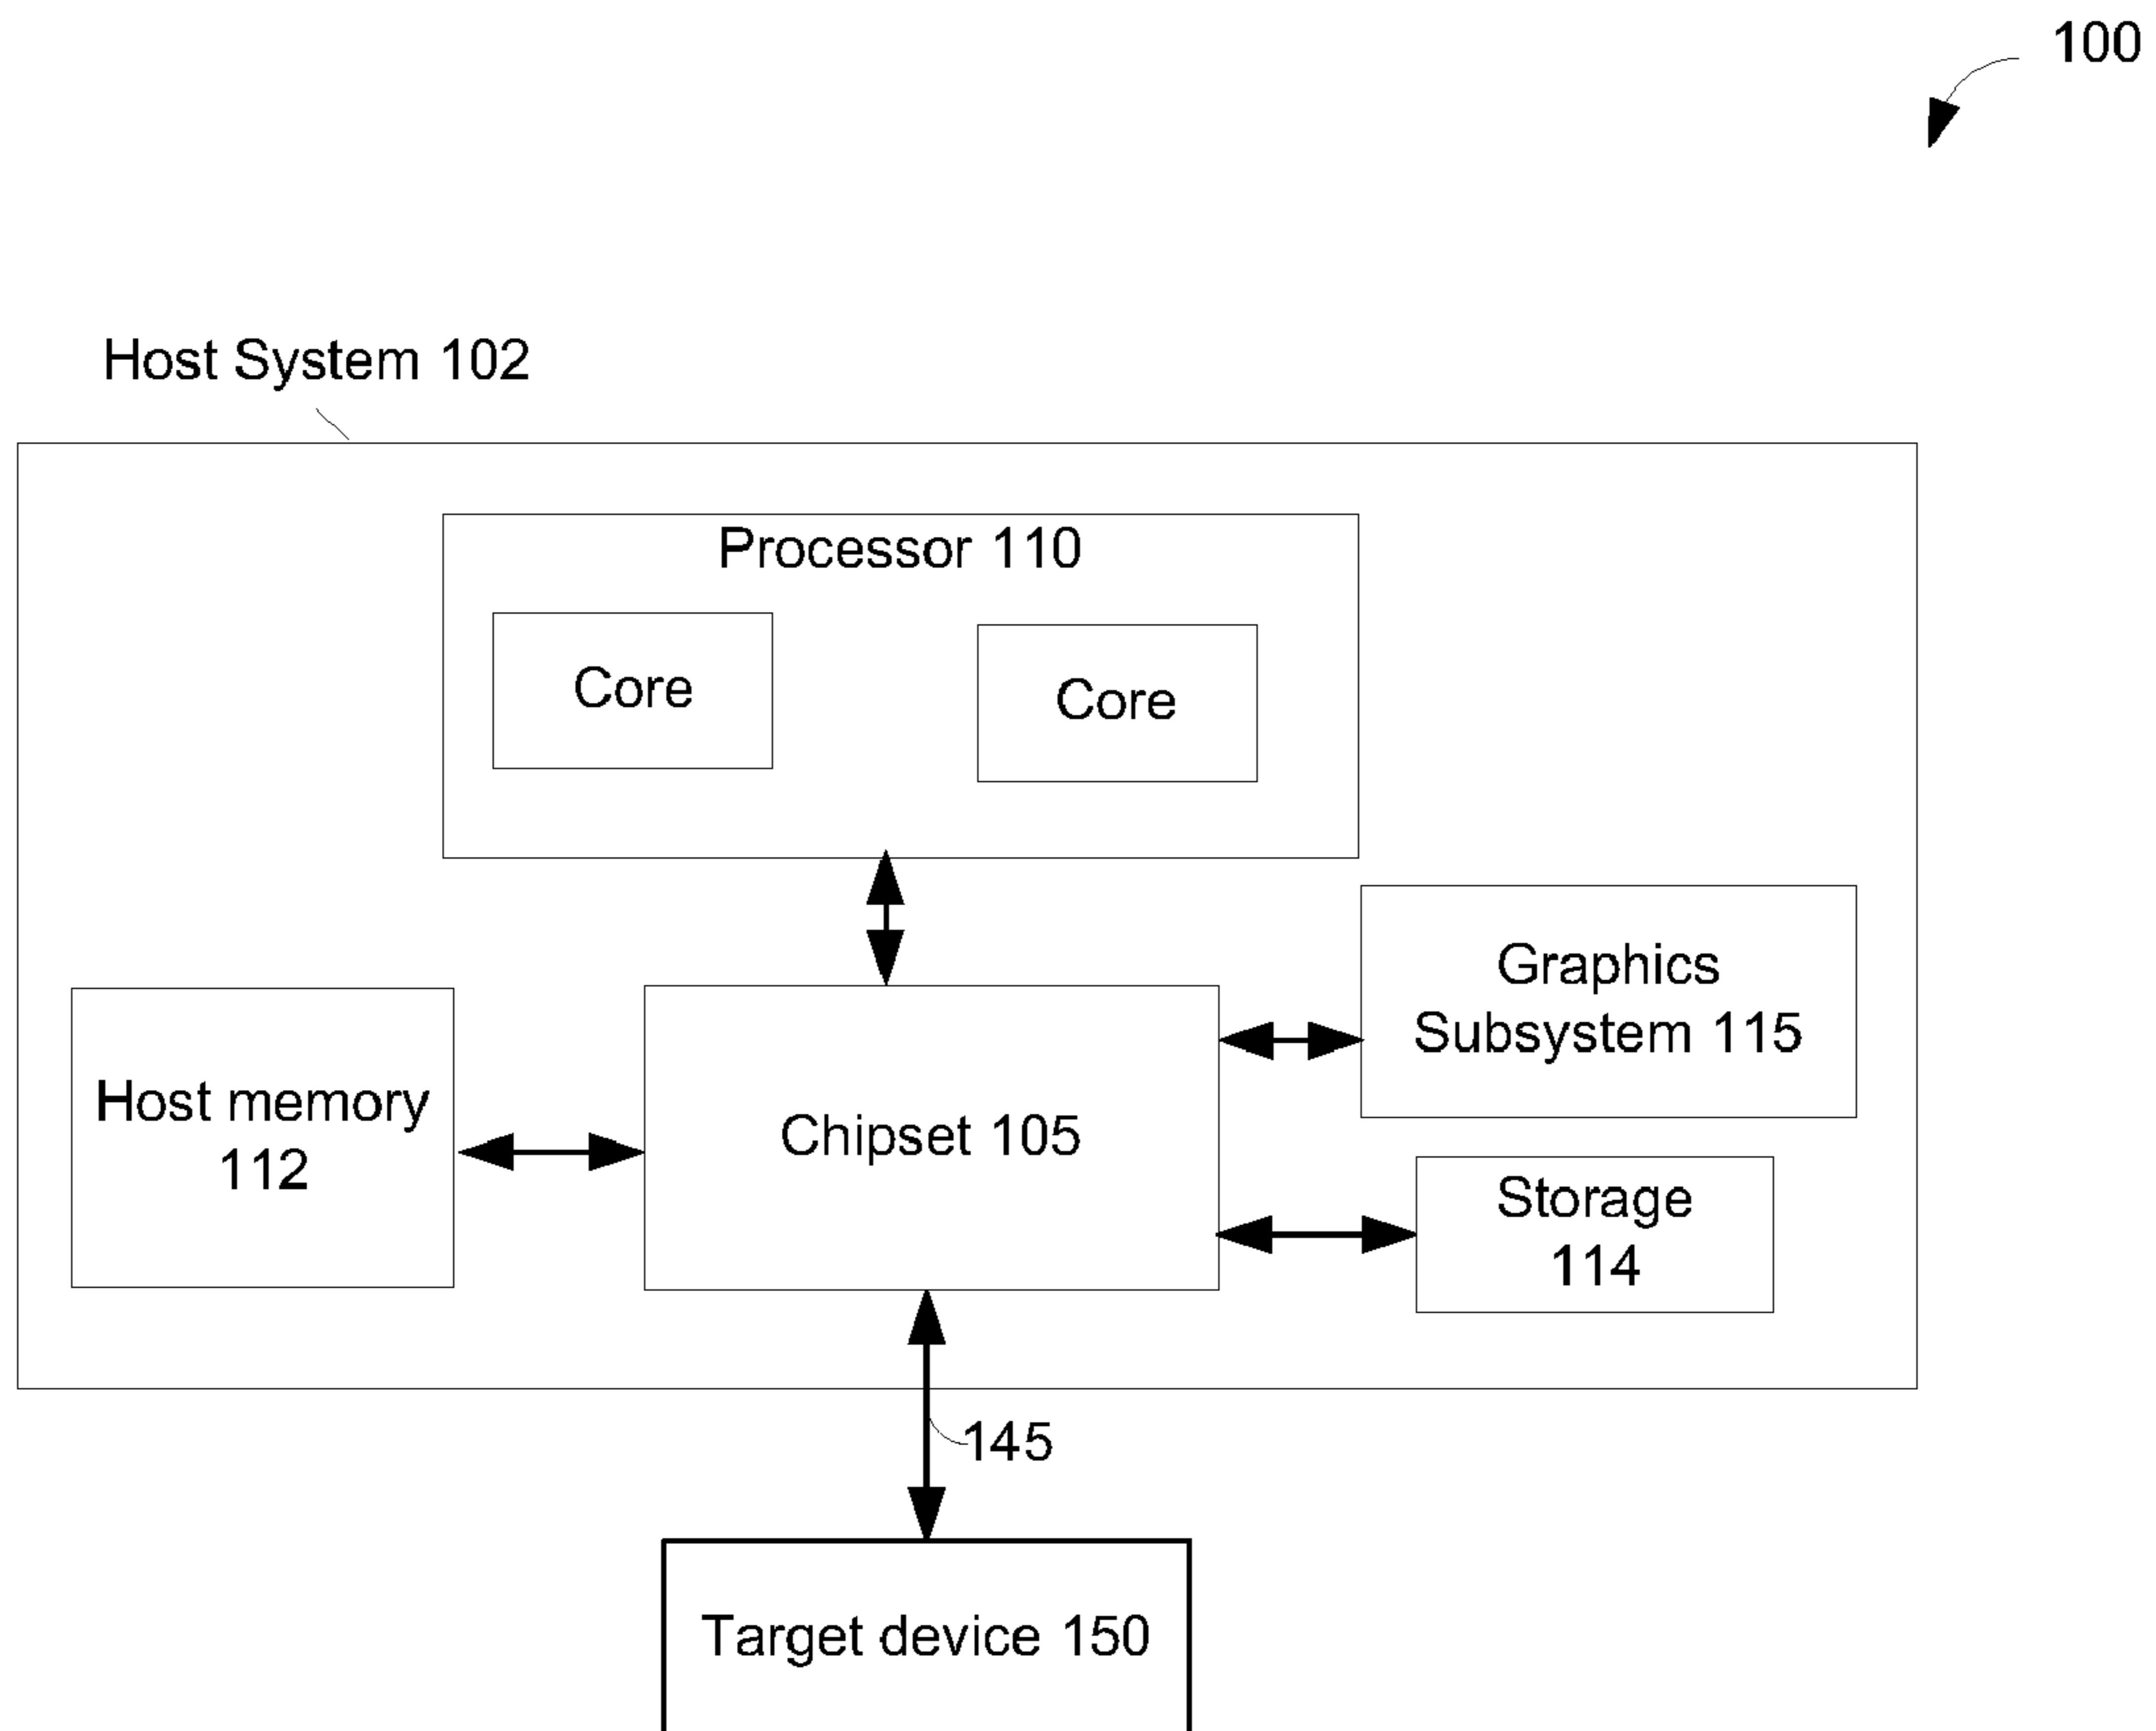 100
Host System 102
Processor 110
Core
Core
Graphics
Subsystem 115
Host memory
112
Chipset 105
Storage
114
145
Target device 150